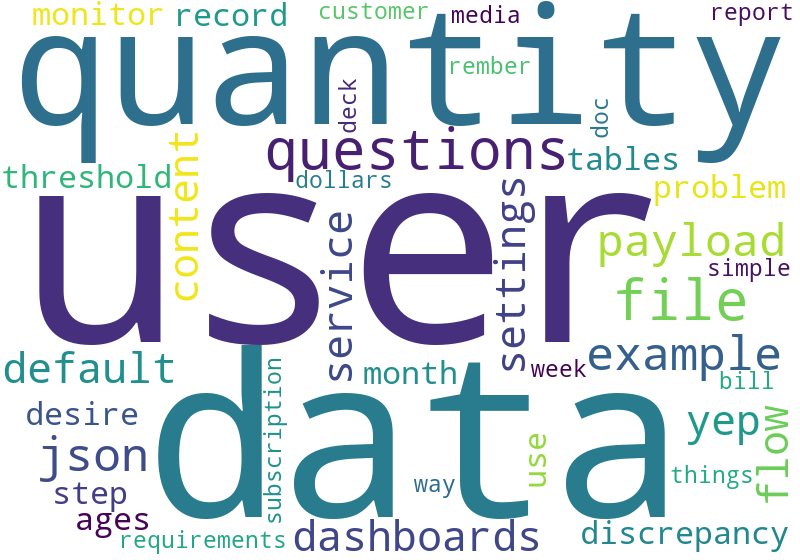 monitor
record
customer
media
report
quantity
rember
deck
doc
questions
tables
threshold
content
dollars
problem
user
service
settings
payload
simple
file
default
example
month
week
bill
data
subscription
desire
yep
flow
json
use
things
step
way
ages
requirements
dashboards
discrepancy